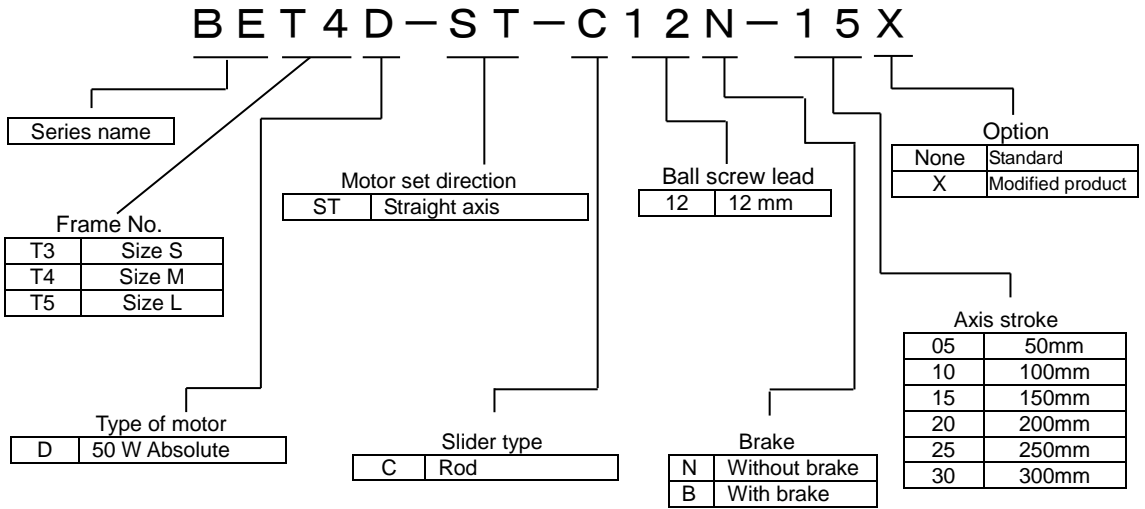 BET4D－ST－C12N－15X
Series name
Option
None Standard
X Modified product
Motor set direction
ST Straight axis
Ball screw lead
12 12 mm
Frame No.
T3 Size S
T4 Size M
T5 Size L
Axis stroke
05 50mm
10 100mm
15 150mm
20 200mm
25 250mm
30 300mm
Type of motor
D 50 W Absolute
Slider type
C Rod
Brake
N Without brake
B With brake